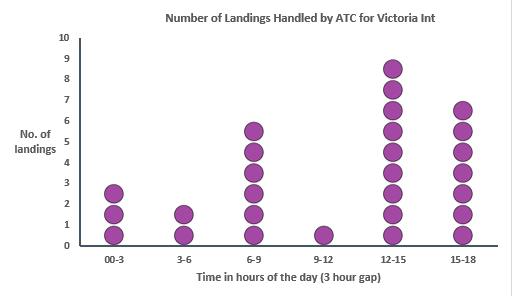 Number of Landings Handled by ATC for Victoria Int
10
9
8
7
6
5
4
3
2
1
0
No. of
landings
00-3 3-6 6-9 9-12 12-15 15-18
Time in hours of the day (3 hour gap)